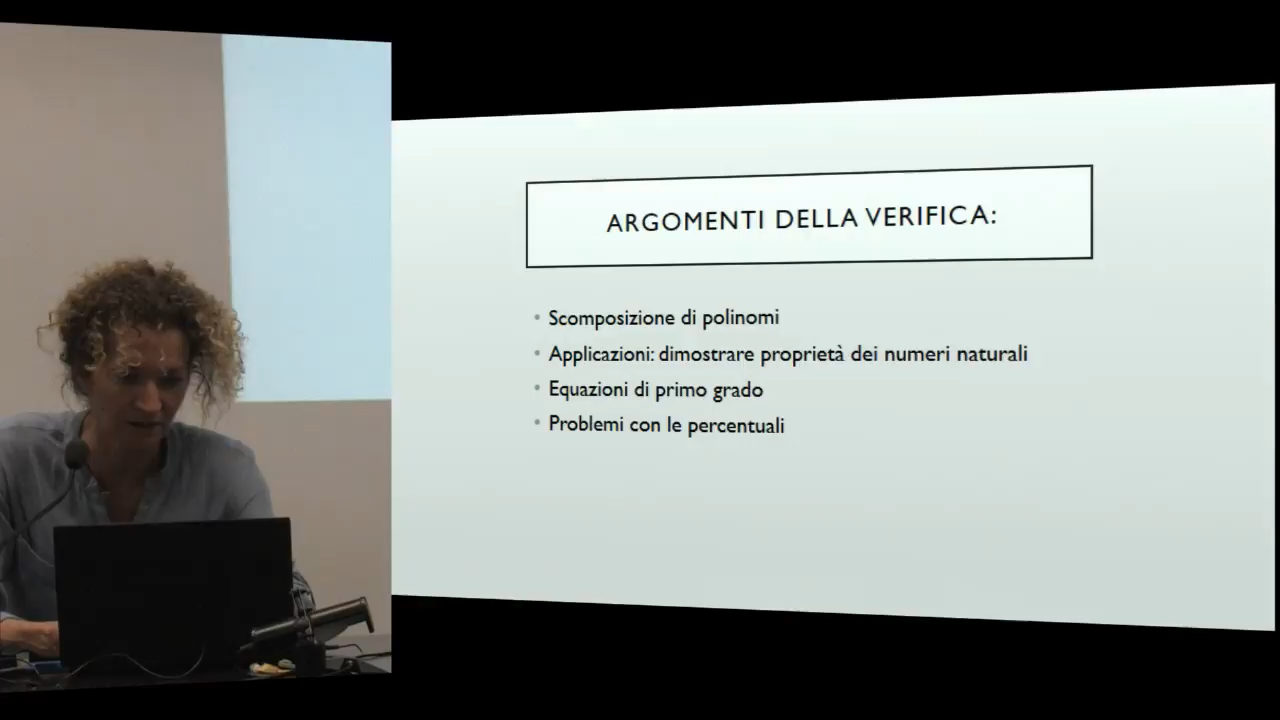 ARGOMENTI DELLA VERIFICA:
• Scomposizione di polinomi
• Applicazioni: dimostrare proprietà dei numeri naturali
• Equazioni di primo grado
• Problemi con le percentuali